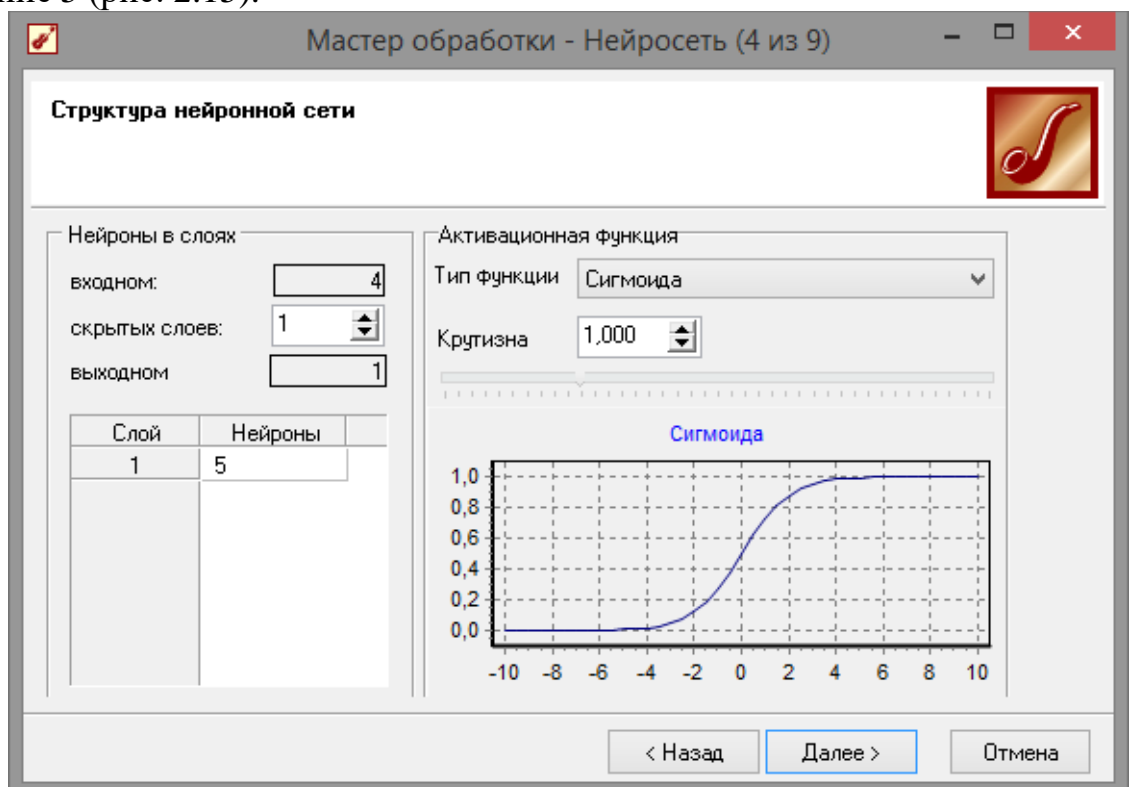 (рис. 2.13).
Мастер обработки - Нейросеть (4 из 9)
Структура нейронной сети
Нейроны в слоях
входном: 4
скрытых слоев: 1
выходном 1
Слой Нейроны
1 5
Активационная функция
Тип функции Сигмоида
Крутизна 1,000
Сигмоида
1,0
0,8
0,6
0,4
0,2
0,0
-10 -8 -6 -4 -2 0 2 4 6 8 10
< Назад Далее > Отмена